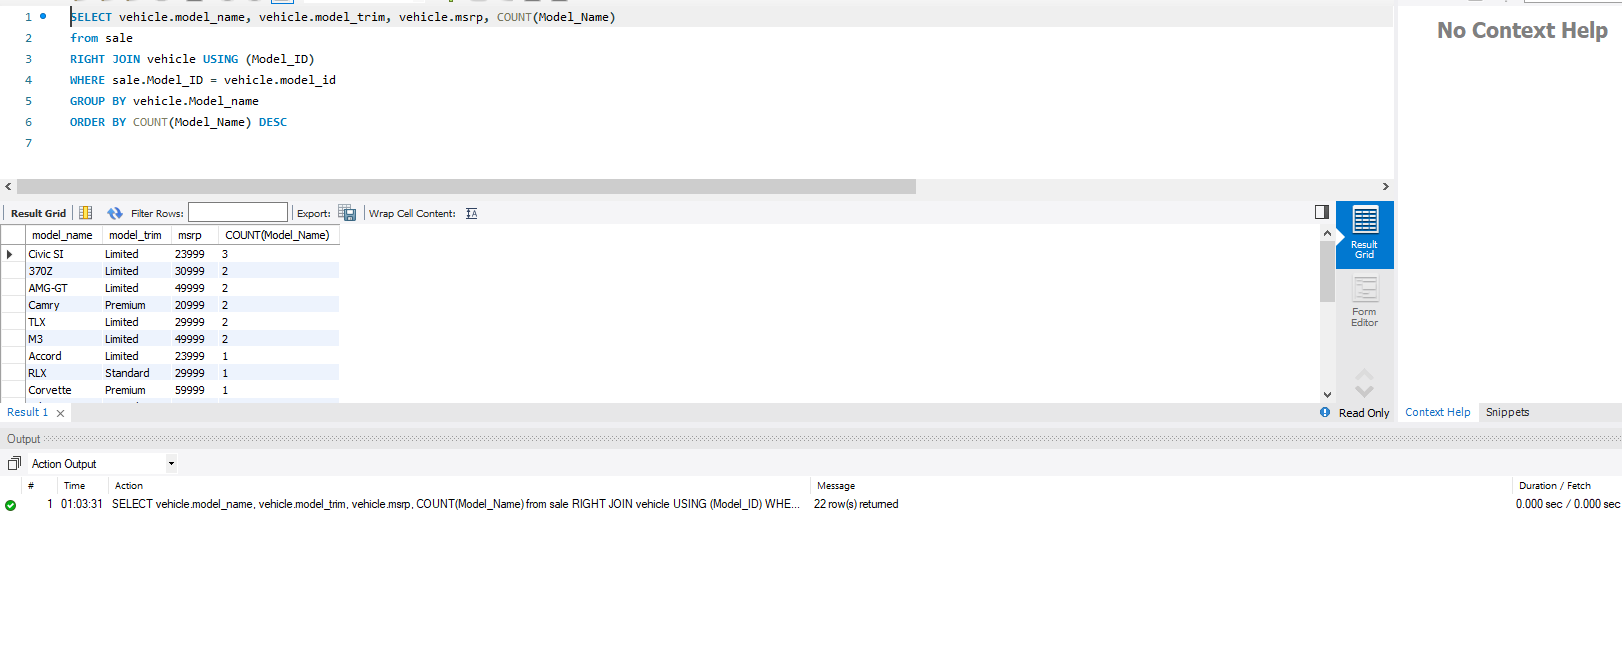 1 SELECT vehicle.model_name, vehicle.model_trim, vehicle.msrp, COUNT(Model_Name)
2 from sale
3 RIGHT JOIN vehicle USING (Model_ID)
4 WHERE sale.Model_ID = vehicle.model_id
5 GROUP BY vehicle.Model_name
6 ORDER BY COUNT(Model_Name) DESC
7
No Context Help
Result Grid Filter Rows: Export: Wrap Cell Content:
model_name model_trim msrp COUNT(Model_Name)
Civic SI Limited 23999 3
370Z Limited 30999 2
AMG-GT Limited 49999 2
Camry Premium 20999 2
TLX Limited 29999 2
M3 Limited 49999 2
Accord Limited 23999 1
RLX Standard 29999 1
Corvette Premium 59999 1
Result
Grid
Form
Editor
Result 1 Read Only
Context Help Snippets
Output
Action Output
# Time Action Message Duration / Fetch
1 01:03:31 SELECT vehicle.model_name, vehicle.model_trim, vehicle.msrp, COUNT(Model_Name) from sale RIGHT JOIN vehicle USING (Model_ID) WHE... 22 row(s) returned 0.000 sec / 0.000 sec